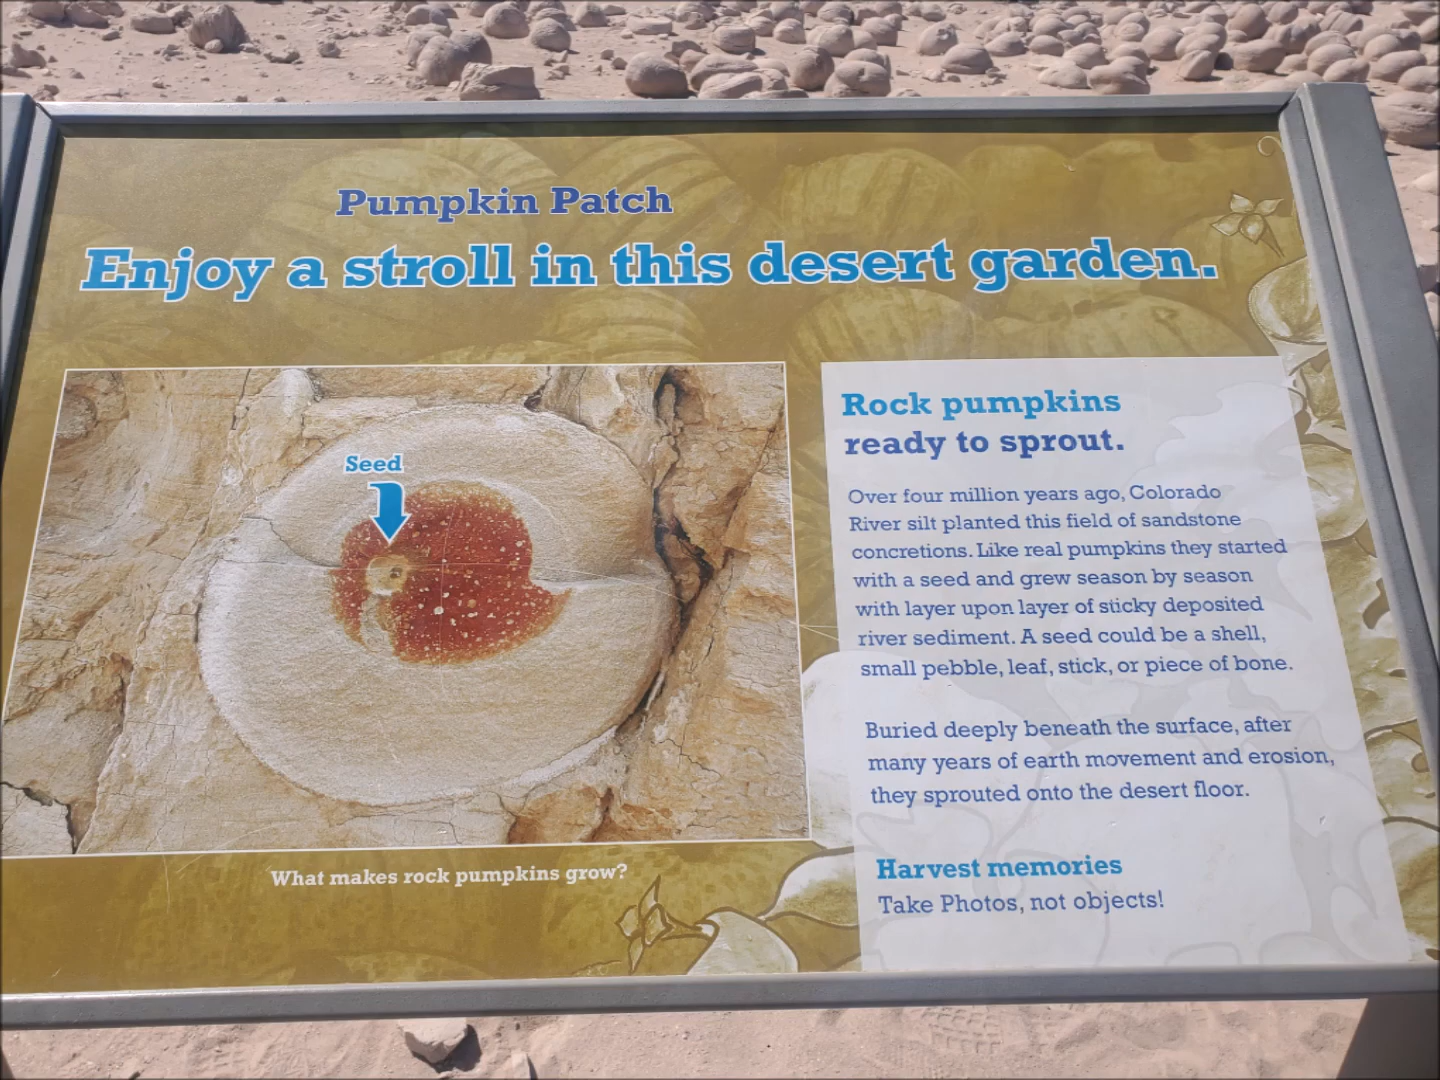 Pumpkin Patch
Enjoy a stroll in this desert garden.
Seed
What makes rock pumpkins grow?
Rock pumpkins
ready to sprout.
Over four million years ago, Colorado
River silt planted this field of sandstone
concretions. Like real pumpkins they started
with a seed and grew season by season
with layer upon layer of sticky deposited
river sediment. A seed could be a shell,
small pebble, leaf, stick, or piece of bone.
Buried deeply beneath the surface, after
many years of earth movement and erosion,
they sprouted onto the desert floor.
Harvest memories
Take Photos, not objects!